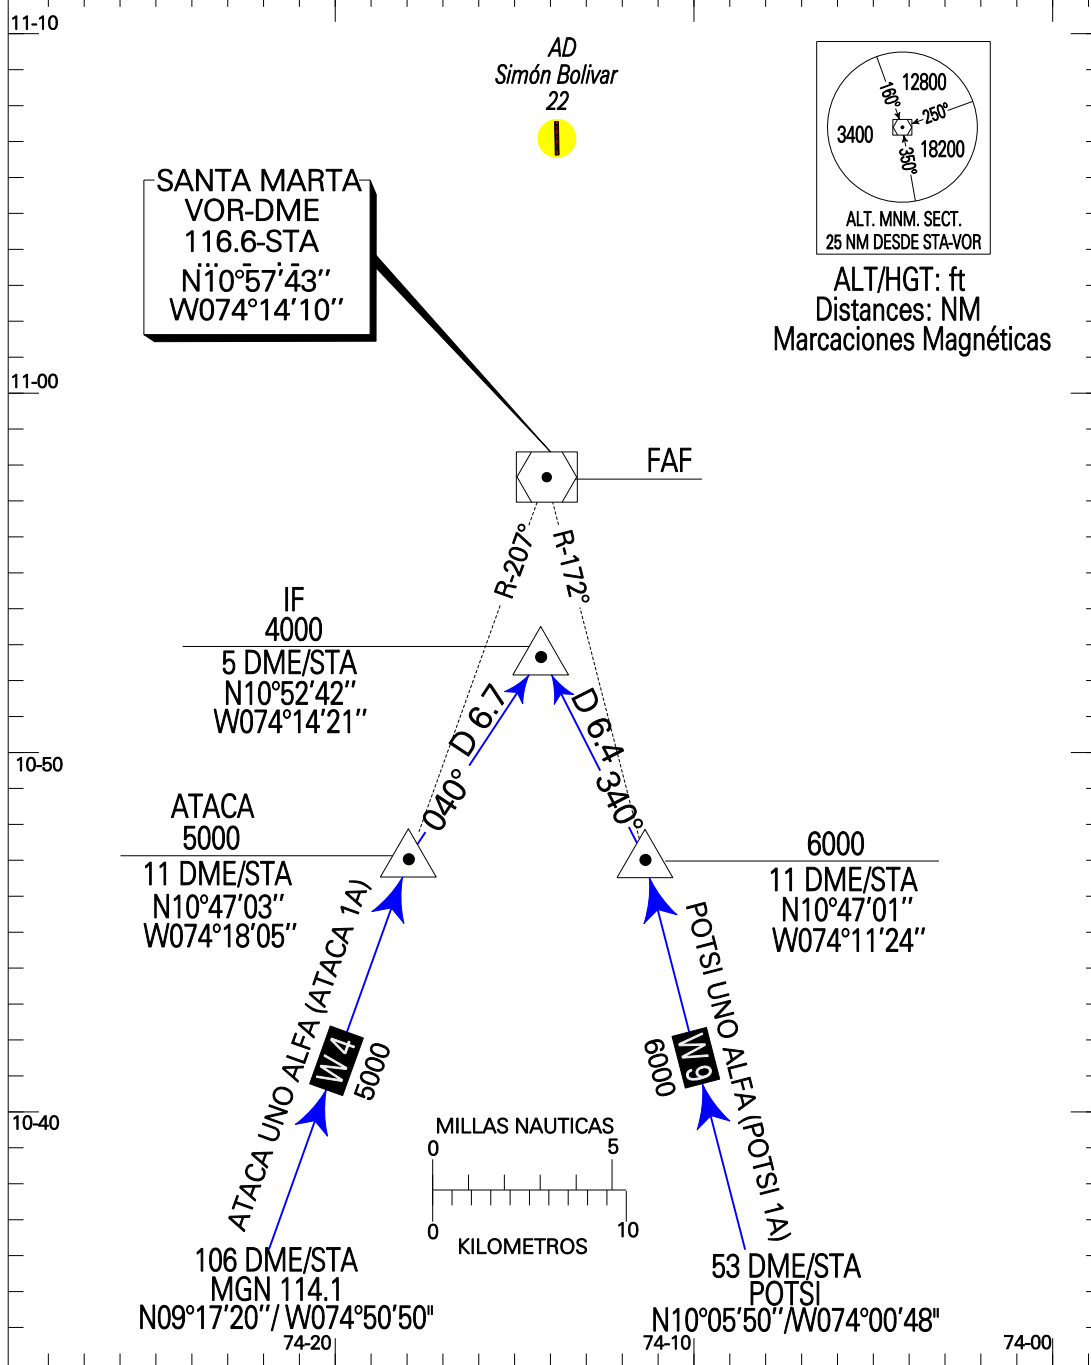 11-10
AD
Simón Bolivar
22
12800
160°
250°
3400
18200
350°
ALT. MNM. SECT.
25 NM DESDE STA-VOR
ALT/HGT: ft
Distances: NM
Marcaciones Magnéticas
SANTA MARTA
VOR-DME
116.6-STA
N10°57'43''
W074°14'10''
11-00
FAF
R-207°
R-172°
IF
4000
5 DME/STA
N10°52'42''
W074°14'21''
D 6.7
040°
D 6.4
340°
10-50
ATACA
5000
11 DME/STA
N10°47'03''
W074°18'05''
6000
11 DME/STA
N10°47'01''
W074°11'24''
ATACA UNO ALFA (ATACA 1A)
W4
5000
POTSI UNO ALFA (POTSI 1A)
W9
6000
10-40
MILLAS NAUTICAS
0 5
0 10
KILOMETROS
106 DME/STA
MGN 114.1
N09°17'20''/ W074°50'50"
53 DME/STA
POTSI
N10°05'50''/W074°00'48"
74-20
74-10
74-00